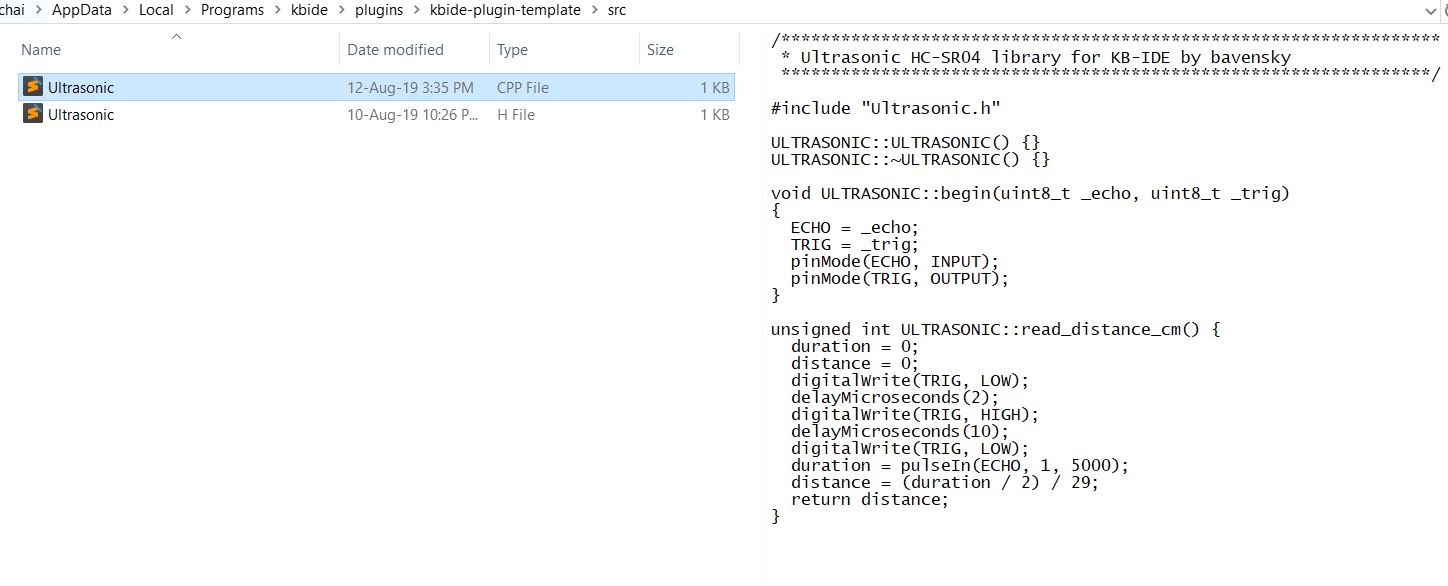 chai > AppData > Local > Programs > kbide > plugins > kbide-plugin-template > src
Name Date modified Type Size
Ultrasonic 12-Aug-19 3:35 PM CPP File 1 KB
Ultrasonic 10-Aug-19 10:26 P... H File 1 KB
/******************************************************************
 * Ultrasonic HC-SR04 library for KB-IDE by bavensky
 *****************************************************************/
#include "Ultrasonic.h"
ULTRASONIC::ULTRASONIC() {}
ULTRASONIC::~ULTRASONIC() {}
void ULTRASONIC::begin(uint8_t _echo, uint8_t _trig)
{
  ECHO = _echo;
  TRIG = _trig;
  pinMode(ECHO, INPUT);
  pinMode(TRIG, OUTPUT);
}
unsigned int ULTRASONIC::read_distance_cm() {
  duration = 0;
  distance = 0;
  digitalWrite(TRIG, LOW);
  delayMicroseconds(2);
  digitalWrite(TRIG, HIGH);
  delayMicroseconds(10);
  digitalWrite(TRIG, LOW);
  duration = pulseIn(ECHO, 1, 5000);
  distance = (duration / 2) / 29;
  return distance;
}